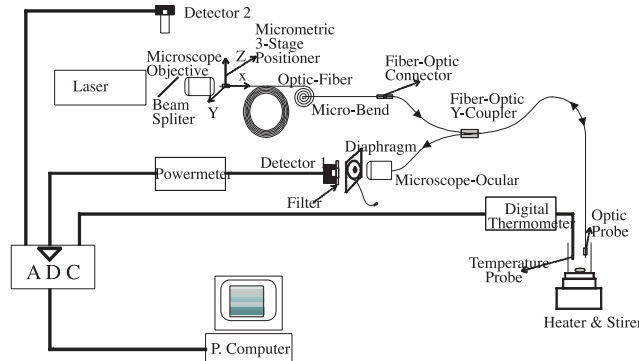 Detector 2
Micrometric
3-Stage
Positioner
Microscope
Objective
Z
x
Y
Laser
Beam
Spliter
Optic-Fiber
Micro-Bend
Fiber-Optic
Connector
Fiber-Optic
Y-Coupler
Diaphragm
Detector 1
Powermeter
Filter
Microscope-Ocular
Digital
Thermometer
Optic
Probe
Temperature
Probe
A D C
Heater & Stirer
P. Computer